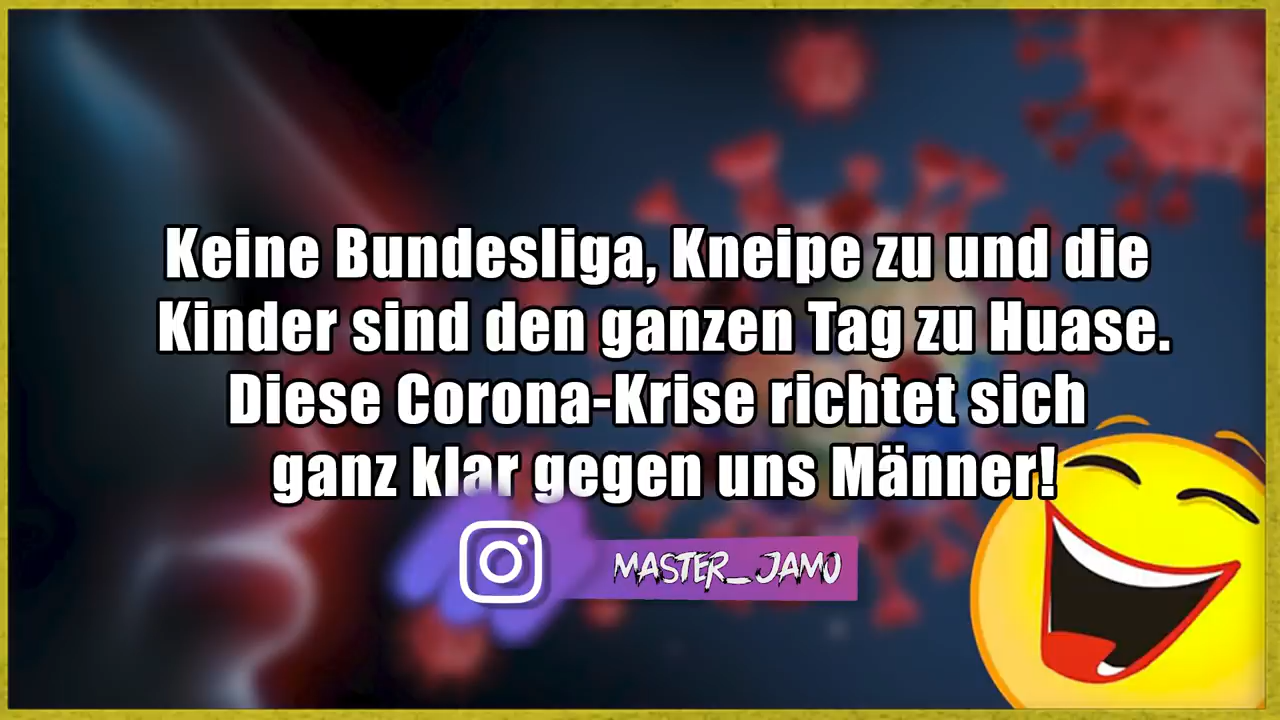 Keine Bundesliga, Kneipe zu und die
Kinder sind den ganzen Tag zu Huase.
Diese Corona-Krise richtet sich
ganz klar gegen uns Männer!
MASTER_JAMO